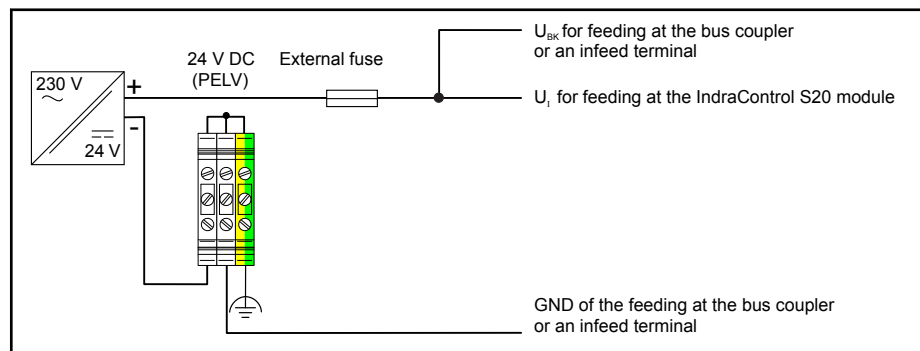 U_BK for feeding at the bus coupler
or an infeed terminal
24 V DC
(PELV)
External fuse
230 V
+
U_I for feeding at the IndraControl S20 module
-
24 V
GND of the feeding at the bus coupler
or an infeed terminal